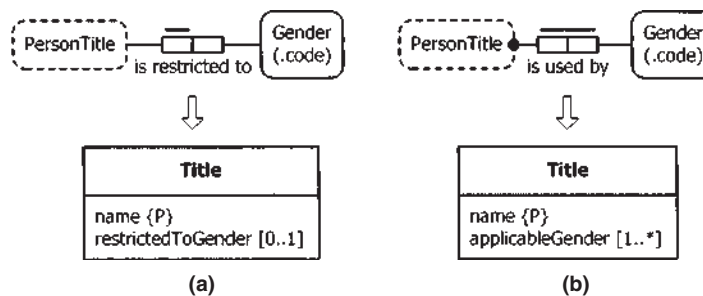 PersonTitle
is restricted to
Gender
(.code)
Title
name {P}
restrictedToGender [0..1]
(a)
PersonTitle
is used by
Gender
(.code)
Title
name {P}
applicableGender [1..*]
(b)